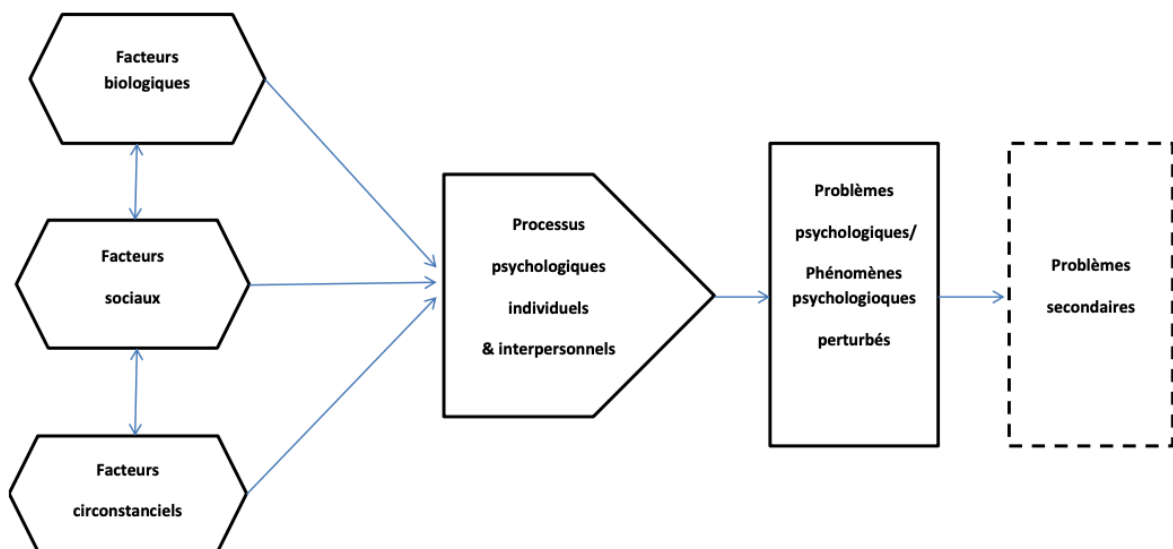 Facteurs
biologiques
Facteurs
sociaux
Facteurs
circonstanciels
Processus
psychologiques
individuels
& interpersonnels
Problèmes
psychologiques/
Phénomènes
psychologioques
perturbés
Problèmes
secondaires